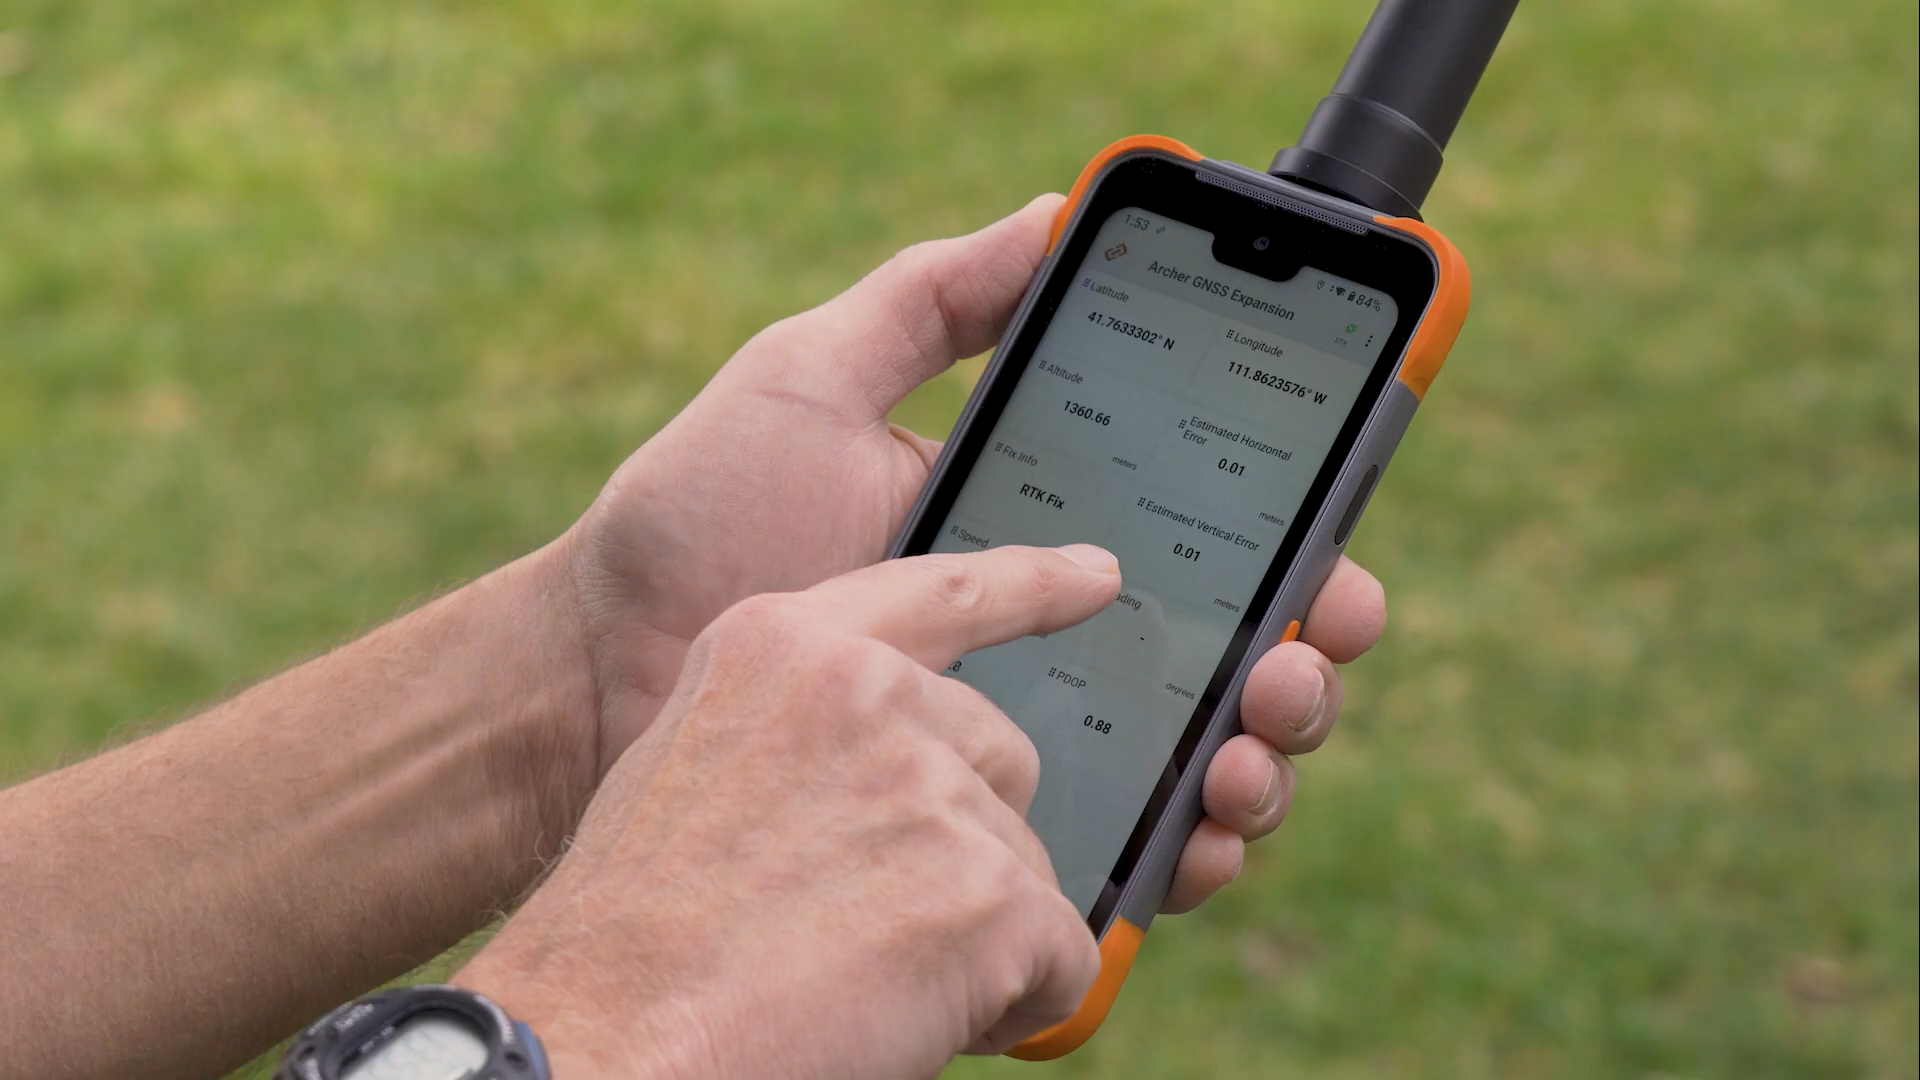 1:53
84%
Archer GNSS Expansion
RTK
Latitude
41.7633302° N
Longitude
111.8623576° W
Altitude
1360.66
meters
Estimated Horizontal
Error
0.01
meters
Fix Info
RTK Fix
Estimated Vertical Error
0.01
meters
Speed
ading
-
degrees
.8
PDOP
0.88